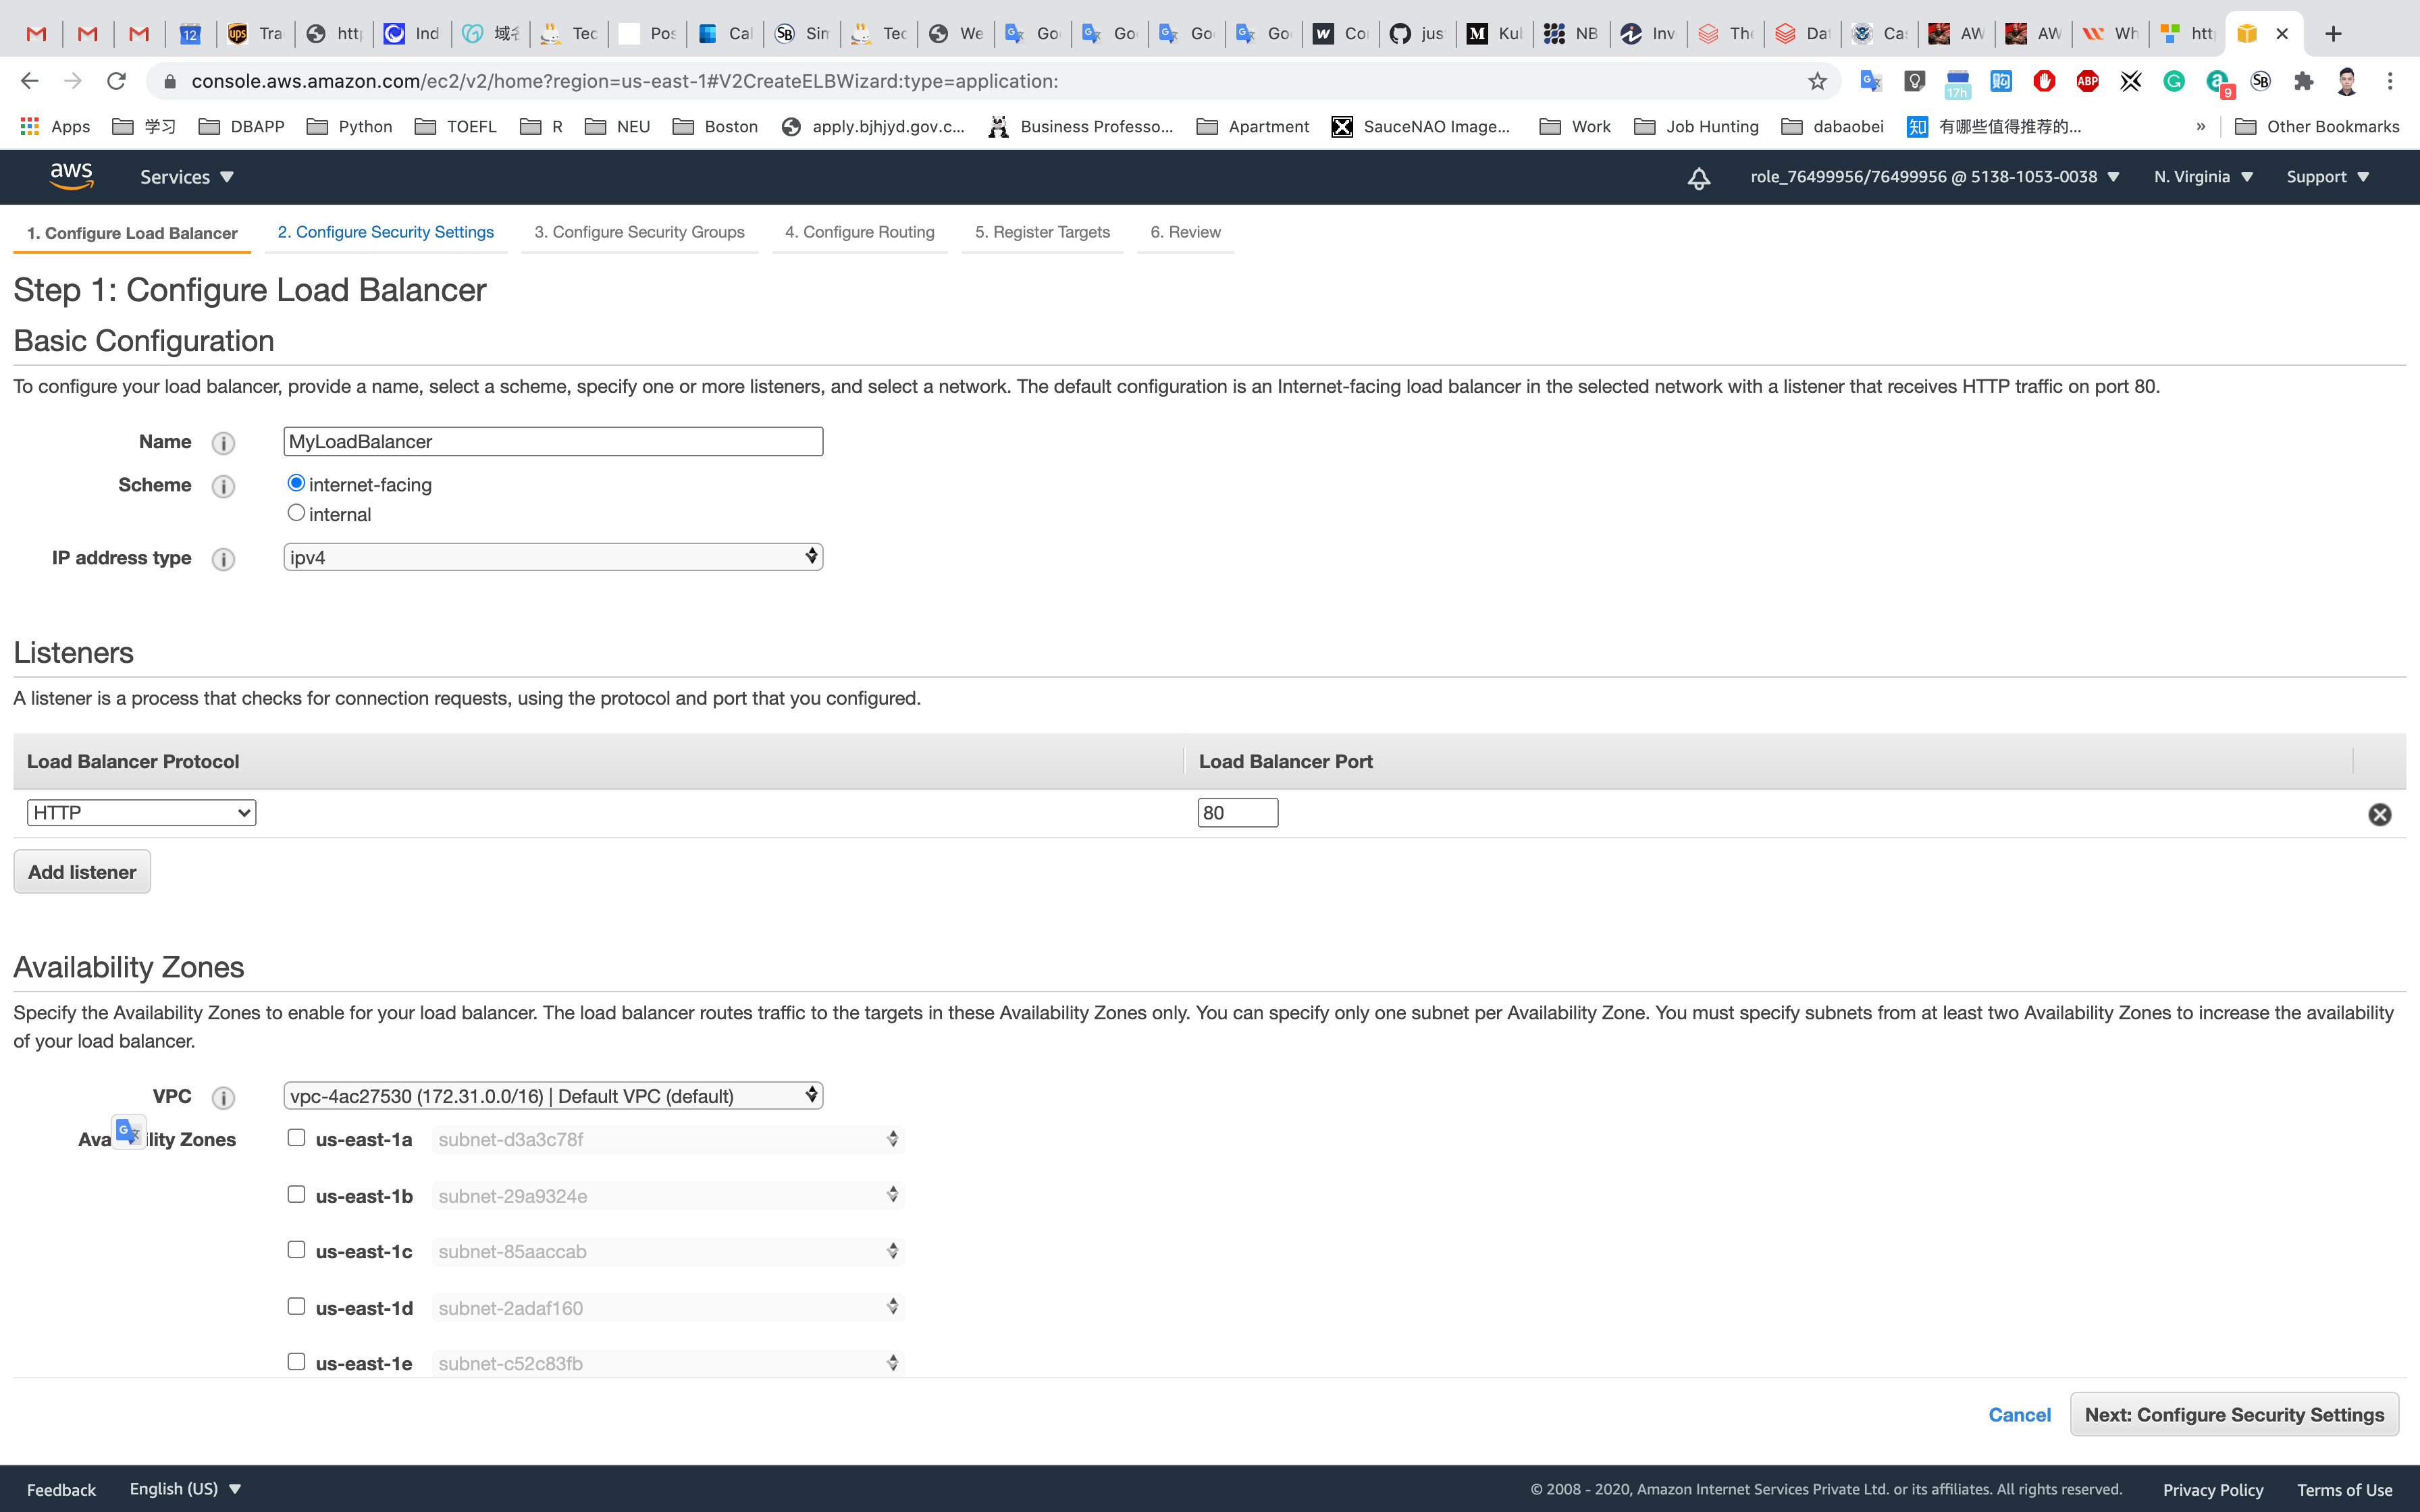 12 Tra htt Ind 域名 Tec Pos Cal Sim Tec We Go Go Go Go Co jus Kub NB Inv The Dat Ca AW AW Wh htt
console.aws.amazon.com/ec2/v2/home?region=us-east-1#V2CreateELBWizard:type=application:
17h ABP 9
Apps 学习 DBAPP Python TOEFL R NEU Boston apply.bjhjyd.gov.c... Business Professo... Apartment SauceNAO Image... Work Job Hunting dabaobei 知 有哪些值得推荐的... » Other Bookmarks
aws Services role_76499956/76499956 @ 5138-1053-0038 N. Virginia Support
1. Configure Load Balancer 2. Configure Security Settings 3. Configure Security Groups 4. Configure Routing 5. Register Targets 6. Review
Step 1: Configure Load Balancer
Basic Configuration
To configure your load balancer, provide a name, select a scheme, specify one or more listeners, and select a network. The default configuration is an Internet-facing load balancer in the selected network with a listener that receives HTTP traffic on port 80.
Name MyLoadBalancer
Scheme internet-facing
internal
IP address type ipv4
Listeners
A listener is a process that checks for connection requests, using the protocol and port that you configured.
Load Balancer Protocol Load Balancer Port
HTTP 80
Add listener
Availability Zones
Specify the Availability Zones to enable for your load balancer. The load balancer routes traffic to the targets in these Availability Zones only. You can specify only one subnet per Availability Zone. You must specify subnets from at least two Availability Zones to increase the availability
of your load balancer.
VPC vpc-4ac27530 (172.31.0.0/16) | Default VPC (default)
Ava lity Zones us-east-1a subnet-d3a3c78f
us-east-1b subnet-29a9324e
us-east-1c subnet-85aaccab
us-east-1d subnet-2adaf160
us-east-1e subnet-c52c83fb
Cancel Next: Configure Security Settings
Feedback English (US) © 2008 - 2020, Amazon Internet Services Private Ltd. or its affiliates. All rights reserved. Privacy Policy Terms of Use